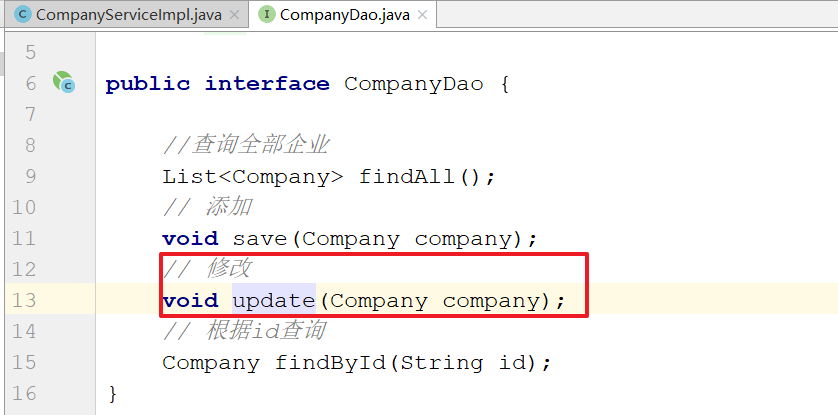 CompanyServiceImpl.java × CompanyDao.java ×
5
6 public interface CompanyDao {
7
8 //查询全部企业
9 List<Company> findAll();
10 // 添加
11 void save(Company company);
12 // 修改
13 void update(Company company);
14 // 根据id查询
15 Company findById(String id);
16 }